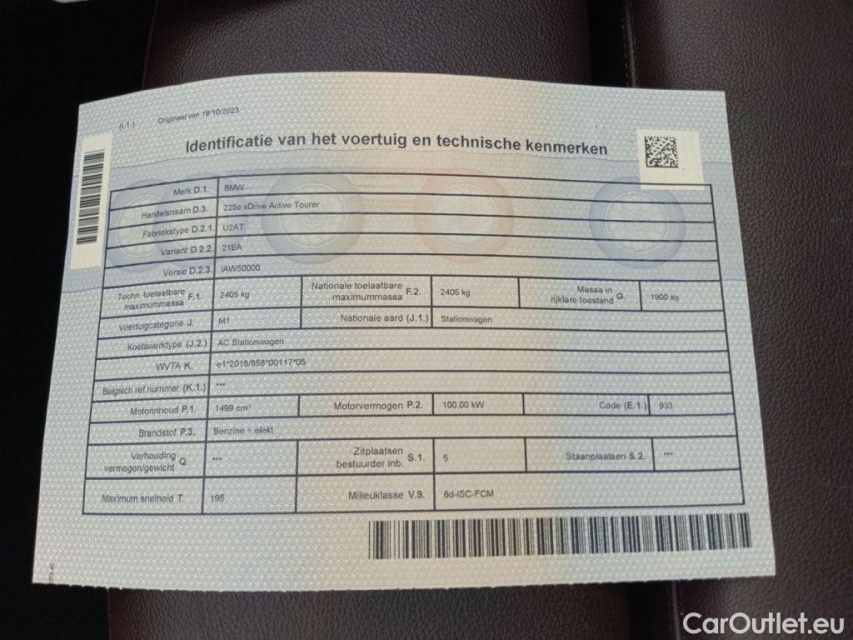 (I.1.) Origineel van 19/10/2023
Identificatie van het voertuig en technische kenmerken
Merk D.1. BMW
Handelsnaam D.3. 225e xDrive Active Tourer
Fabriekstype D.2.1. U2AT
Variant D.2.2. 21EA
Versie D.2.3. IAW50000
Techn. toelaatbare maximummassa F.1. 2405 kg Nationale toelaatbare maximummassa F.2. 2405 kg Massa in rijklare toestand G. 1900 kg
Voertuigcategorie J. M1 Nationale aard (J.1.) Stationwagen
Koetswerktype (J.2.) AC Stationwagen
WVTA K. e1*2018/858*00117*05
Belgisch ref.nummer (K.1.) ***
Motorinhoud P.1. 1499 cm³ Motorvermogen P.2. 100,00 kW Code (E.1.) 933
Brandstof P.3. Benzine + elekt
Verhouding vermogen/gewicht Q. *** Zitplaatsen bestuurder inb. S.1. 5 Staanplaatsen S.2. ***
Maximum snelheid T. 195 Milieuklasse V.9. 6d-ISC-FCM
CarOutlet.eu